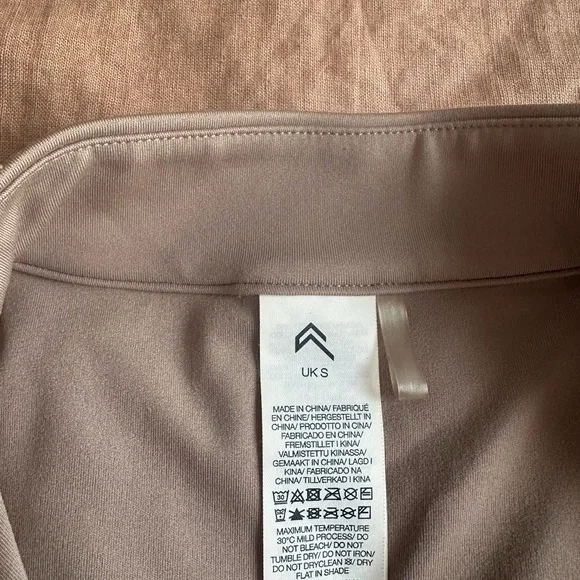 UK S
MADE IN CHINA/ FABRIQUÉ
EN CHINE/ HERGESTELLT IN
CHINA/ PRODOTTO IN CINA/
FABRICADO EN CHINA/
FREMSTILLET I KINA/
VALMISTETTU KIINASSA/
GEMAAKT IN CHINA/ LAGD I
KINA/ FABRICADO NA
CHINA/ TILLVERKAD I KINA
30
MAXIMUM TEMPERATURE
30°C MILD PROCESS/ DO
NOT BLEACH/ DO NOT
TUMBLE DRY/ DO NOT IRON/
DO NOT DRYCLEAN /DRY
FLAT IN SHADE